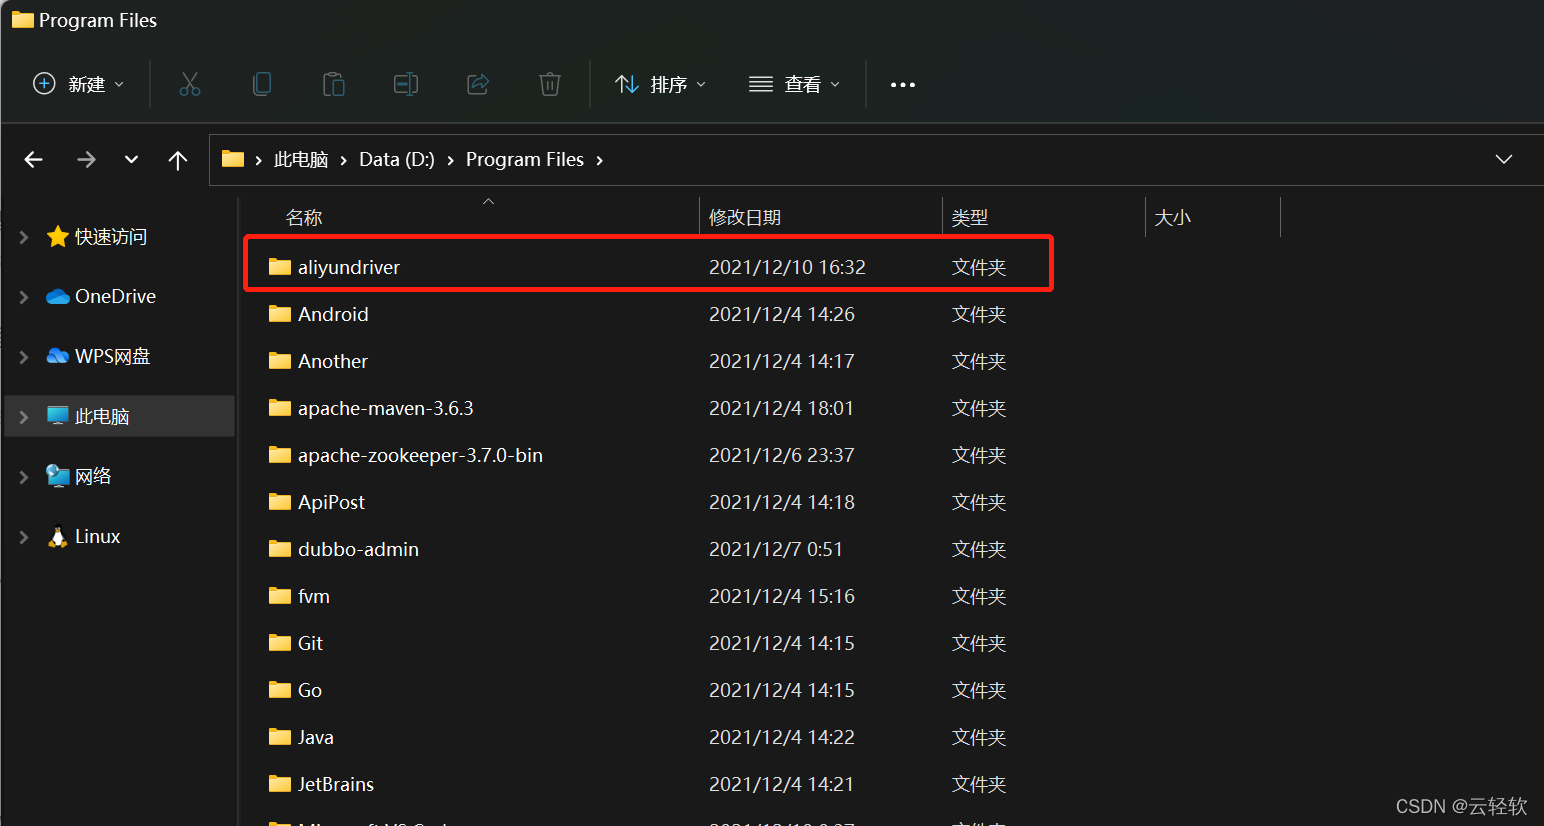 Program Files
新建 排序 查看
此电脑 Data (D:) Program Files
名称 修改日期 类型 大小
快速访问
OneDrive
WPS网盘
此电脑
网络
Linux
aliyundriver 2021/12/10 16:32 文件夹
Android 2021/12/4 14:26 文件夹
Another 2021/12/4 14:17 文件夹
apache-maven-3.6.3 2021/12/4 18:01 文件夹
apache-zookeeper-3.7.0-bin 2021/12/6 23:37 文件夹
ApiPost 2021/12/4 14:18 文件夹
dubbo-admin 2021/12/7 0:51 文件夹
fvm 2021/12/4 15:16 文件夹
Git 2021/12/4 14:15 文件夹
Go 2021/12/4 14:15 文件夹
Java 2021/12/4 14:22 文件夹
JetBrains 2021/12/4 14:21 文件夹
CSDN @云轻软